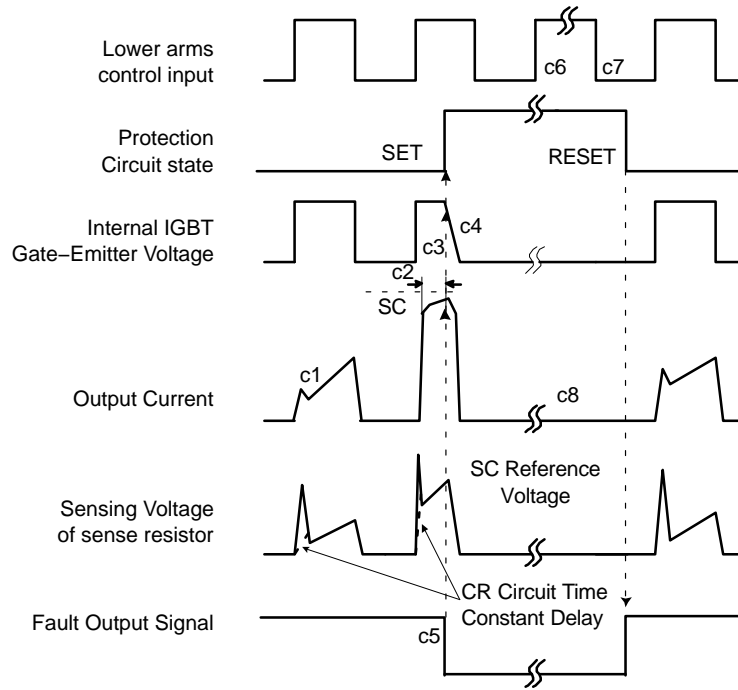 Lower arms
control input
c6
c7
Protection
Circuit state
SET
RESET
Internal IGBT
Gate−Emitter Voltage
c3
c4
c2
SC
c1
Output Current
c8
SC Reference
Voltage
Sensing Voltage
of sense resistor
CR Circuit Time
Constant Delay
Fault Output Signal
c5